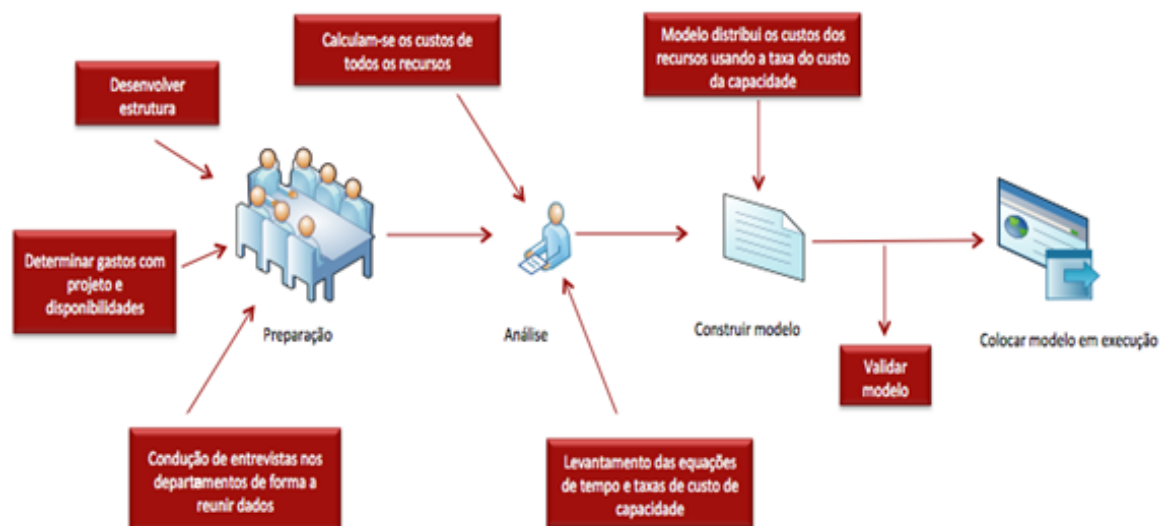 Desenvolver
estrutura
Calculam-se os custos de
todos os recursos
Modelo distribui os custos dos
recursos usando a taxa do custo
da capacidade
Determinar gastos com
projeto e
disponibilidades
Preparação
Análise
Construir modelo
Colocar modelo em execução
Validar
modelo
Condução de entrevistas nos
departamentos de forma a
reunir dados
Levantamento das equações
de tempo e taxas de custo de
capacidade